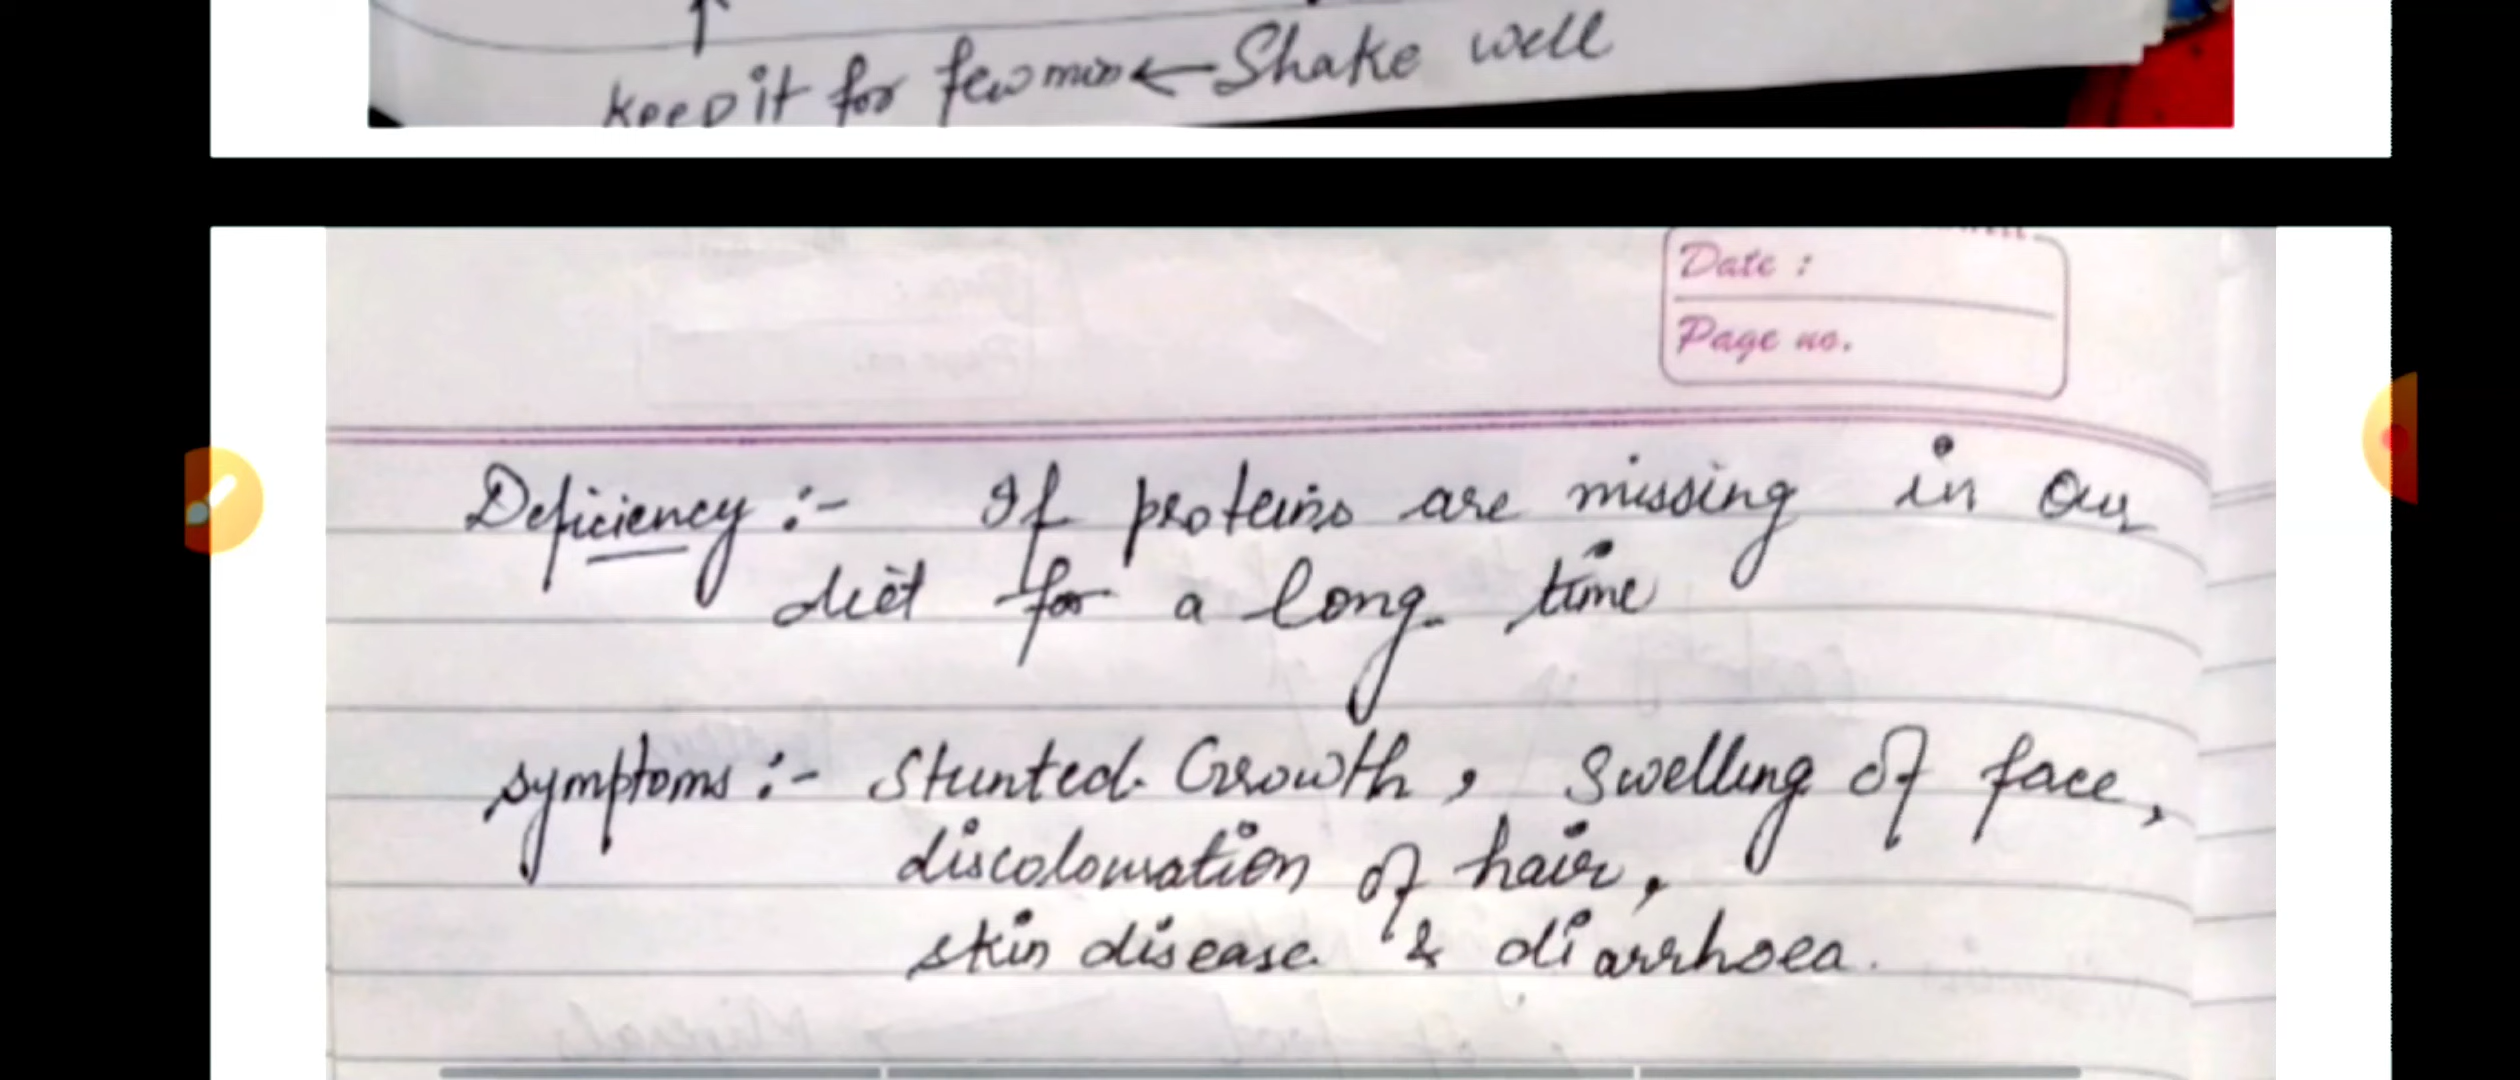 keep it for few min ← Shake well
Date :
Page no.
Deficiency :- If proteins are missing in our
diet for a long time
symptoms :- Stunted Growth, Swelling of face,
discolouration of hair,
skin disease & diarrhoea.